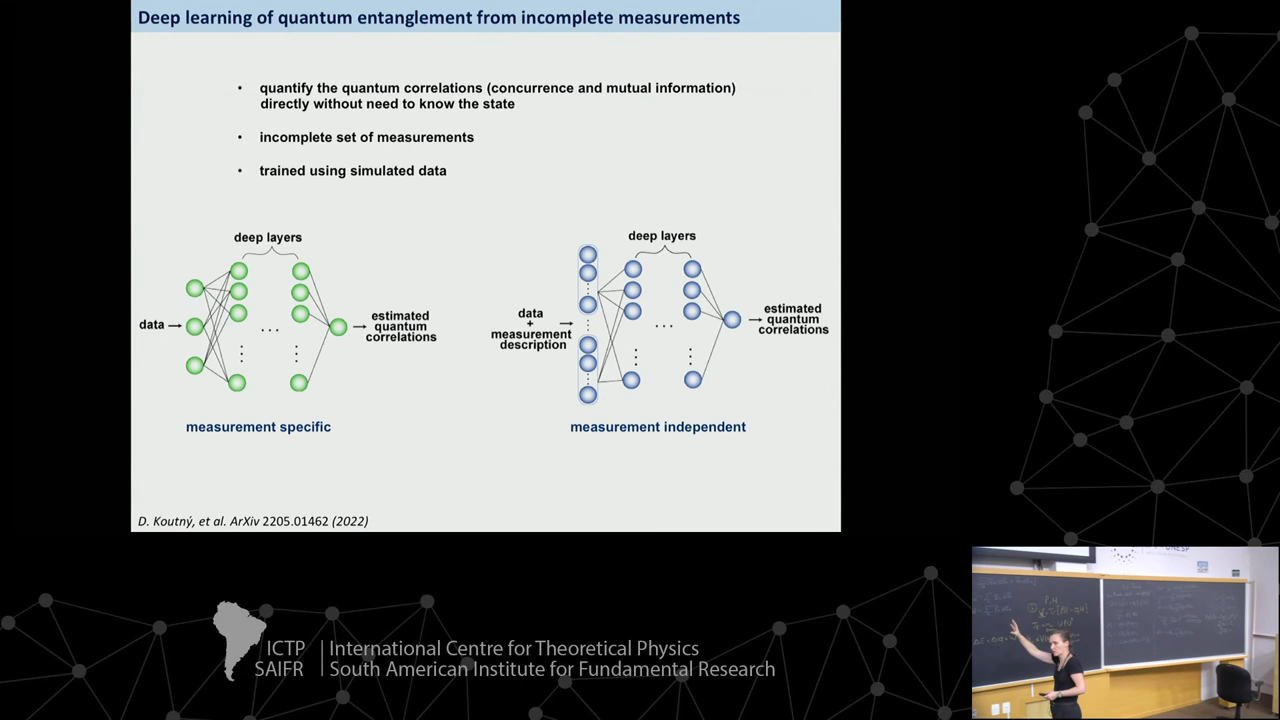 Deep learning of quantum entanglement from incomplete measurements
• quantify the quantum correlations (concurrence and mutual information)
directly without need to know the state
• incomplete set of measurements
• trained using simulated data
deep layers
data
...
estimated
quantum
correlations
measurement specific
deep layers
data
+
measurement
description
...
estimated
quantum
correlations
measurement independent
D. Koutný, et al. ArXiv 2205.01462 (2022)
ICTP
SAIFR
International Centre for Theoretical Physics
South American Institute for Fundamental Research
UNESP